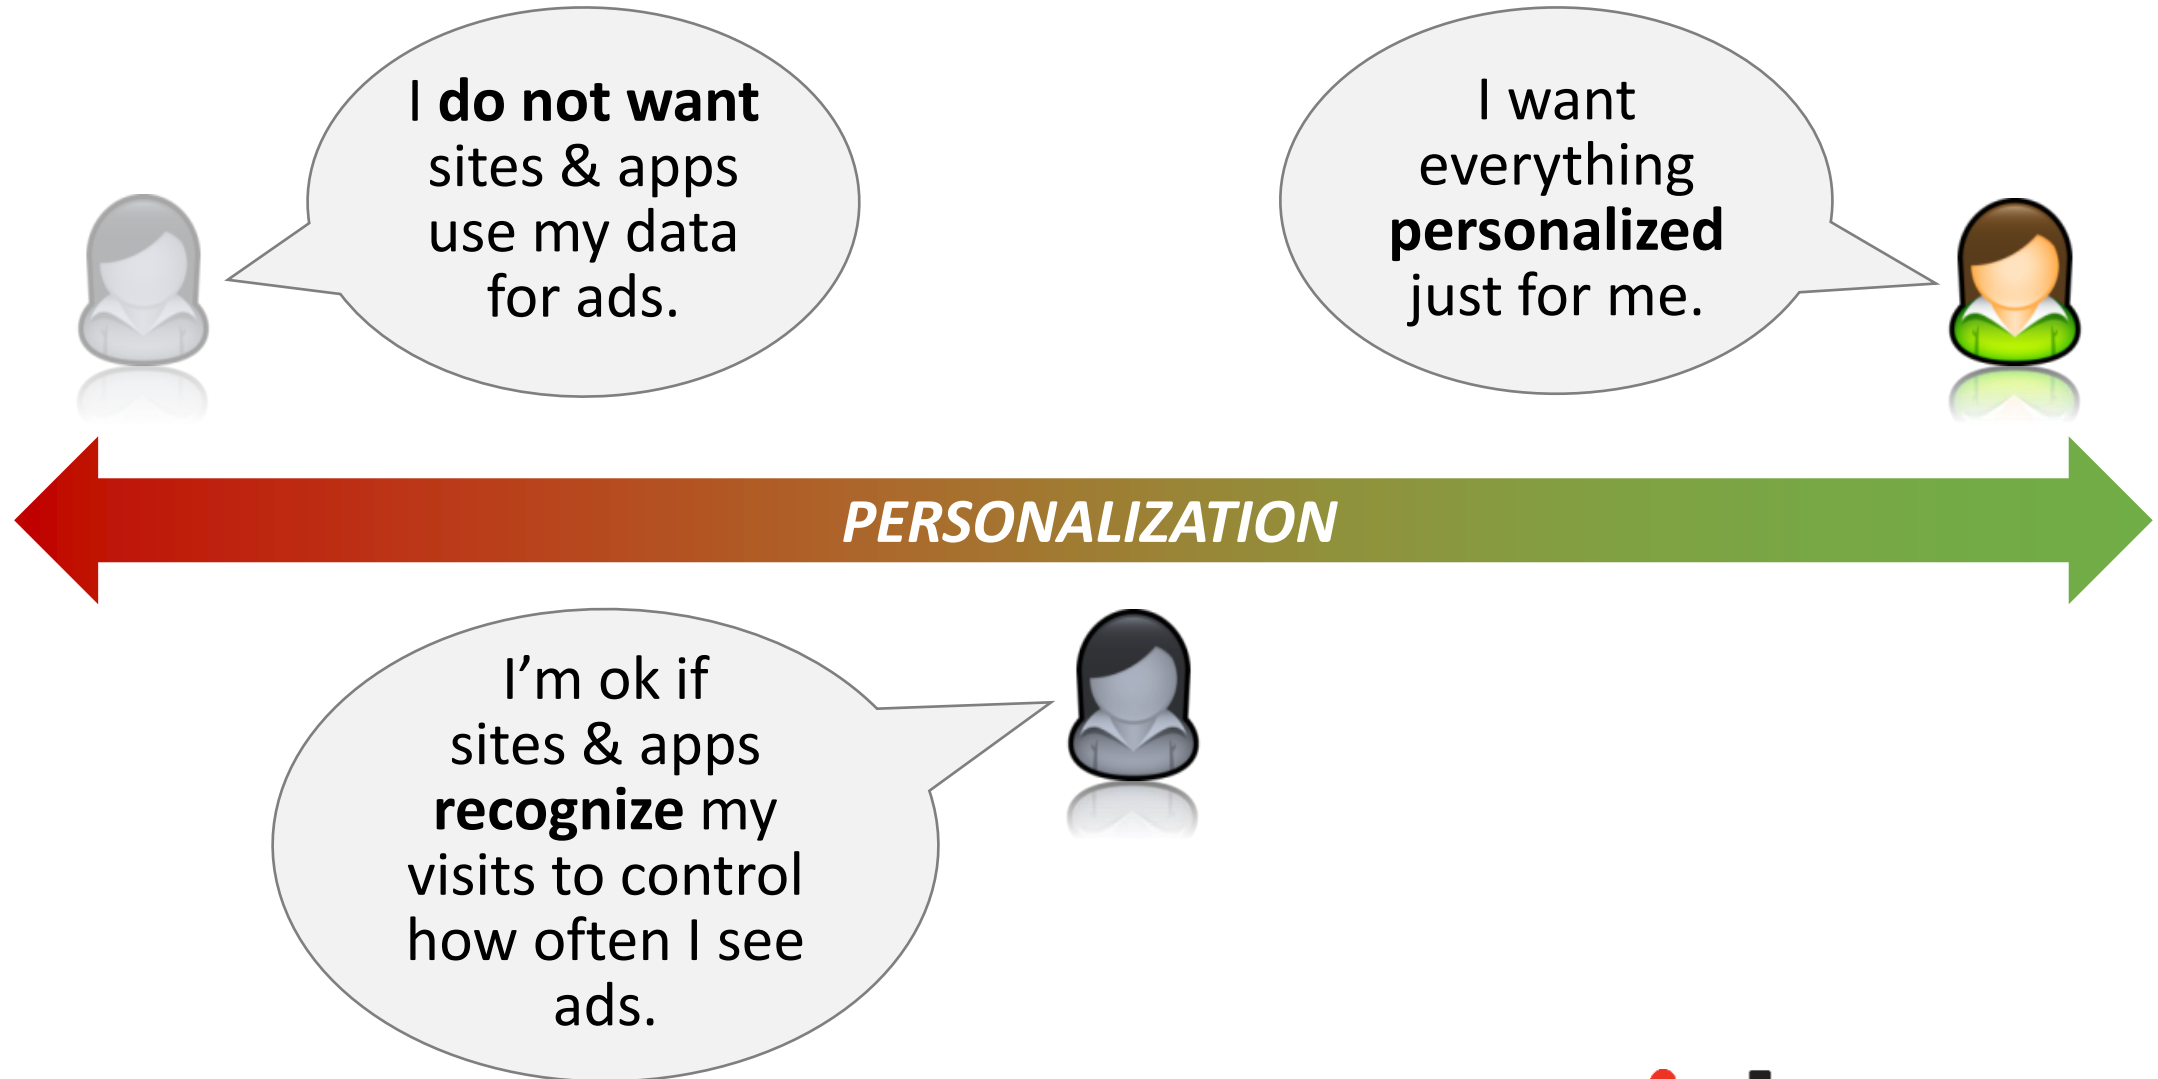 I do not want
sites & apps
use my data
for ads.
I want
everything
personalized
just for me.
PERSONALIZATION
I’m ok if
sites & apps
recognize my
visits to control
how often I see
ads.